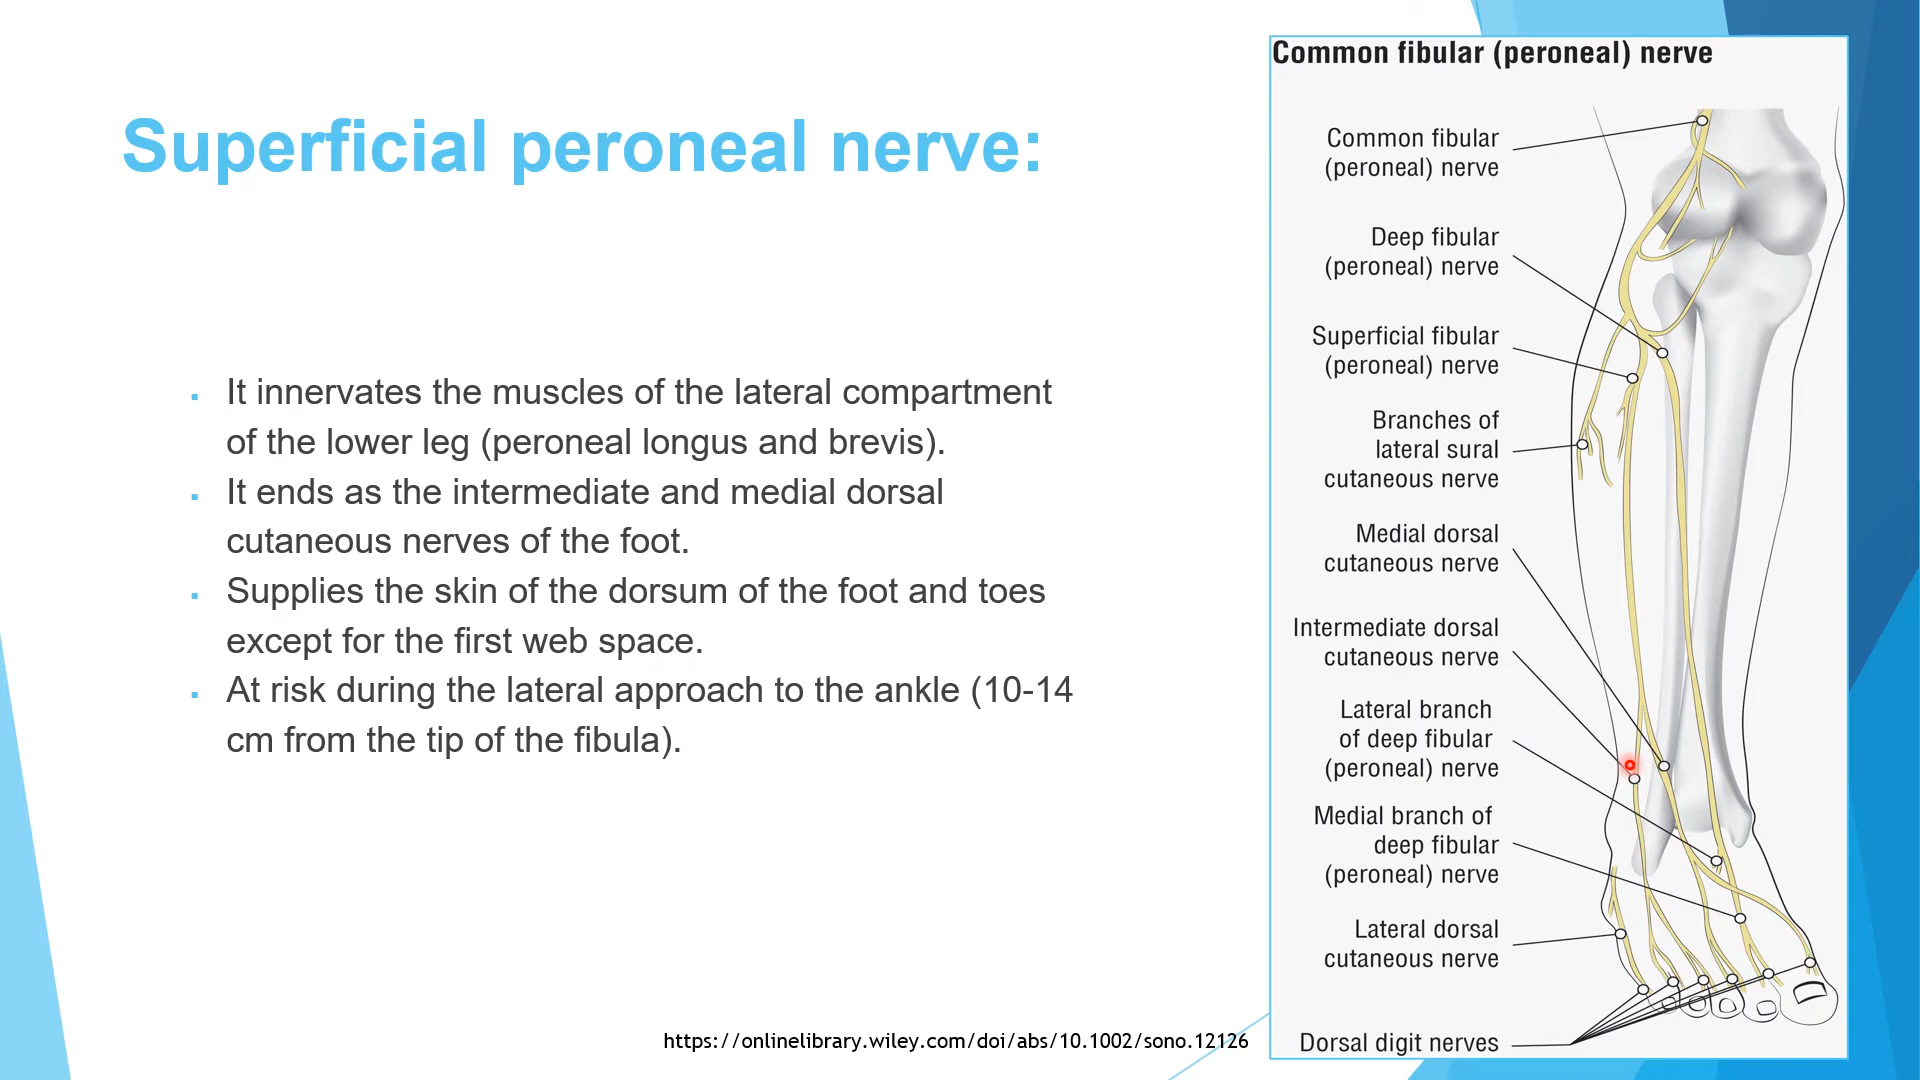 Superficial peroneal nerve:
It innervates the muscles of the lateral compartment
of the lower leg (peroneal longus and brevis).
It ends as the intermediate and medial dorsal
cutaneous nerves of the foot.
Supplies the skin of the dorsum of the foot and toes
except for the first web space.
At risk during the lateral approach to the ankle (10-14
cm from the tip of the fibula).
https://onlinelibrary.wiley.com/doi/abs/10.1002/sono.12126
Common fibular (peroneal) nerve
Common fibular
(peroneal) nerve
Deep fibular
(peroneal) nerve
Superficial fibular
(peroneal) nerve
Branches of
lateral sural
cutaneous nerve
Medial dorsal
cutaneous nerve
Intermediate dorsal
cutaneous nerve
Lateral branch
of deep fibular
(peroneal) nerve
Medial branch of
deep fibular
(peroneal) nerve
Lateral dorsal
cutaneous nerve
Dorsal digit nerves